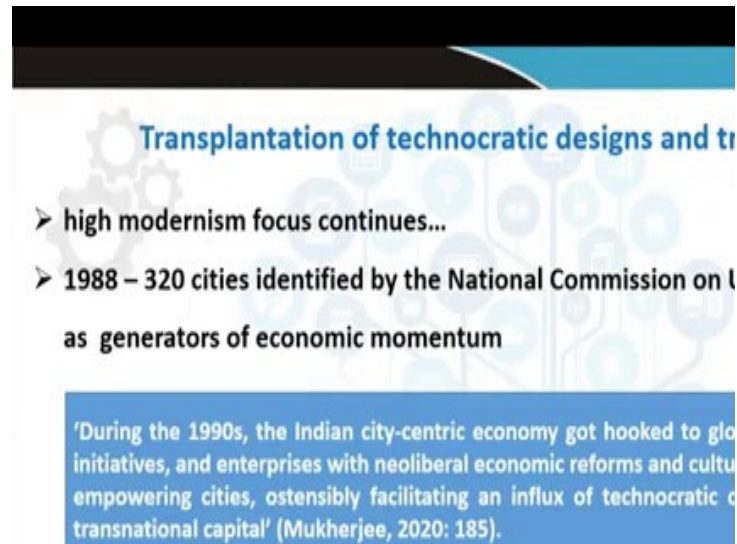 Transplantation of technocratic designs and tr
➤ high modernism focus continues...
➤ 1988 – 320 cities identified by the National Commission on U
as generators of economic momentum
'During the 1990s, the Indian city-centric economy got hooked to glo
initiatives, and enterprises with neoliberal economic reforms and cultu
empowering cities, ostensibly facilitating an influx of technocratic d
transnational capital' (Mukherjee, 2020: 185).